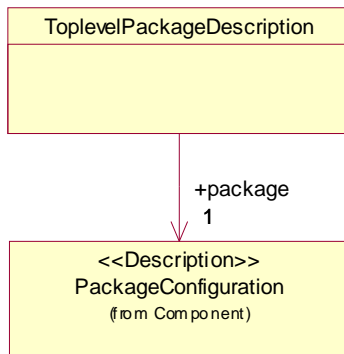 ToplevelPackageDescription
+package
1
<<Description>>
PackageConfiguration
(from Component)